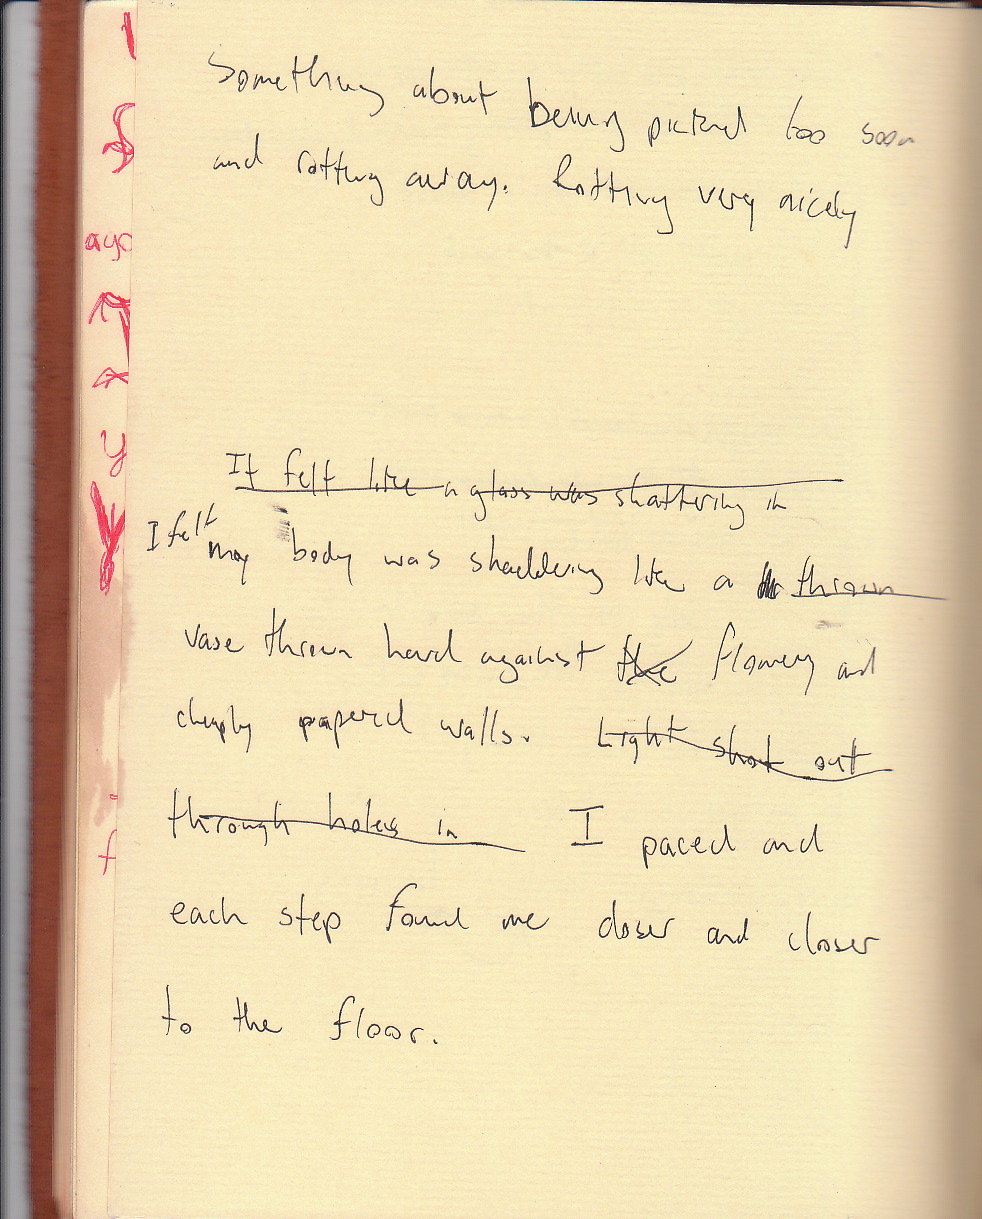 Something about being picked too soon
and rotting away. Rotting very nicely
It felt like a glass was shattering in
I felt my body was shuddering like a thrown
vase thrown hard against the flowery and
cheaply papered walls. Light shot out
through holes in I paced and
each step found me closer and closer
to the floor.
ago
y
f